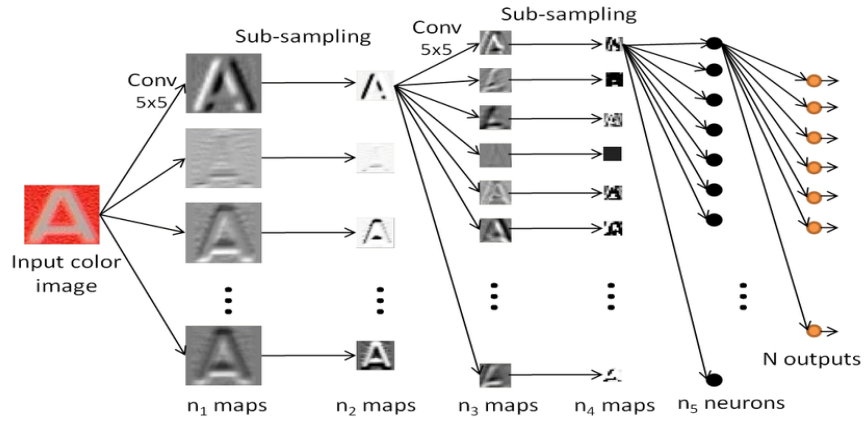 Sub-sampling
Conv
5x5
Sub-sampling
Conv
5x5
A
Input color
image
n₁ maps
n₂ maps
n₃ maps
n₄ maps
n₅ neurons
N outputs